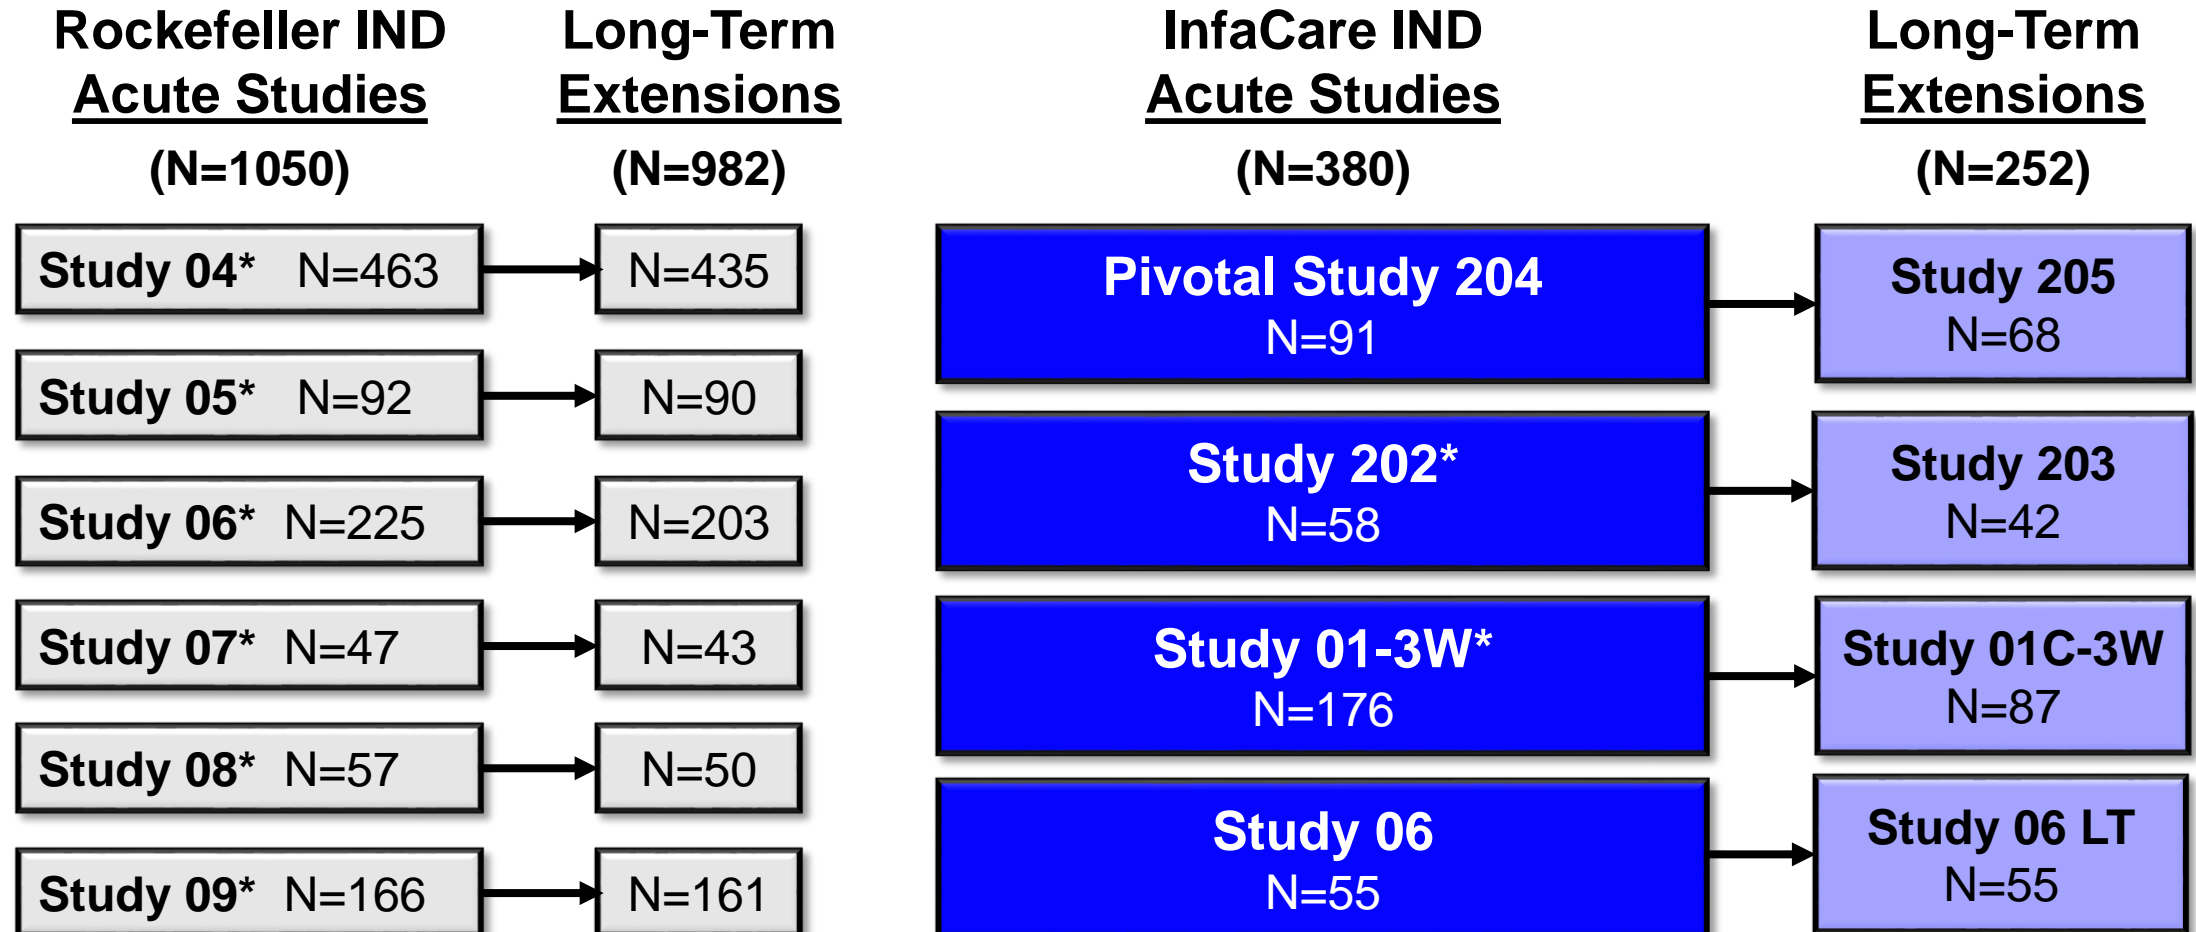 Rockefeller IND
Acute Studies
(N=1050)
Long-Term
Extensions
(N=982)
Study 04* N=463
N=435
Study 05* N=92
N=90
Study 06* N=225
N=203
Study 07* N=47
N=43
Study 08* N=57
N=50
Study 09* N=166
N=161
InfaCare IND
Acute Studies
(N=380)
Long-Term
Extensions
(N=252)
Pivotal Study 204
N=91
Study 205
N=68
Study 202*
N=58
Study 203
N=42
Study 01-3W*
N=176
Study 01C-3W
N=87
Study 06
N=55
Study 06 LT
N=55